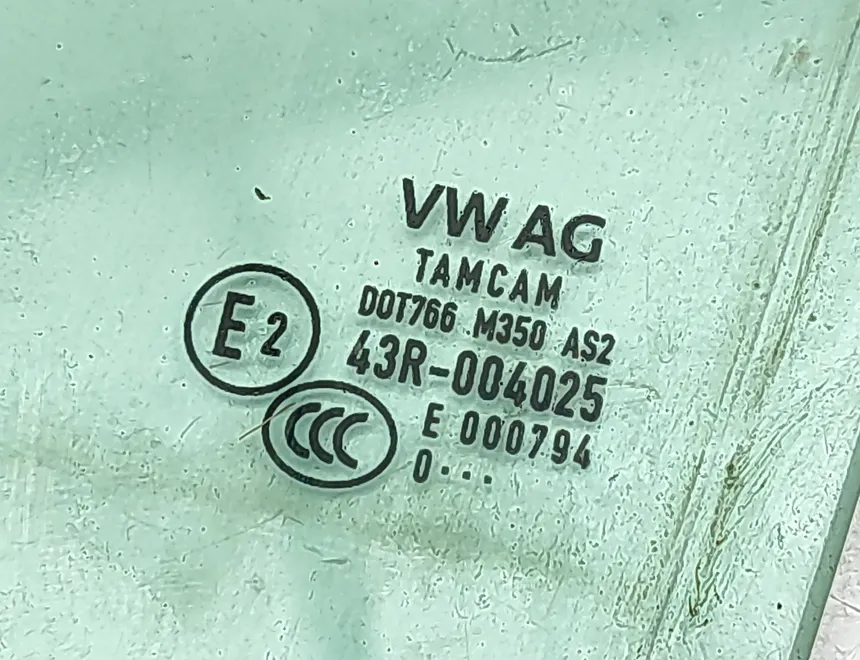 VW AG
TAMCAM
DOT766 M350 AS2
E2
43R-004025
CCC
E 000794
0...